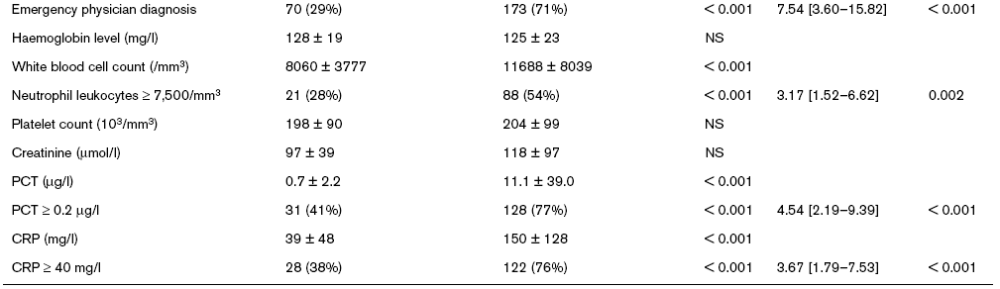 Emergency physician diagnosis 70 (29%) 173 (71%) < 0.001 7.54 [3.60–15.82] < 0.001
Haemoglobin level (mg/l) 128 ± 19 125 ± 23 NS
White blood cell count (/mm³) 8060 ± 3777 11688 ± 8039 < 0.001
Neutrophil leukocytes ≥ 7,500/mm³ 21 (28%) 88 (54%) < 0.001 3.17 [1.52–6.62] 0.002
Platelet count (10³/mm³) 198 ± 90 204 ± 99 NS
Creatinine (μmol/l) 97 ± 39 118 ± 97 NS
PCT (μg/l) 0.7 ± 2.2 11.1 ± 39.0 < 0.001
PCT ≥ 0.2 μg/l 31 (41%) 128 (77%) < 0.001 4.54 [2.19–9.39] < 0.001
CRP (mg/l) 39 ± 48 150 ± 128 < 0.001
CRP ≥ 40 mg/l 28 (38%) 122 (76%) < 0.001 3.67 [1.79–7.53] < 0.001